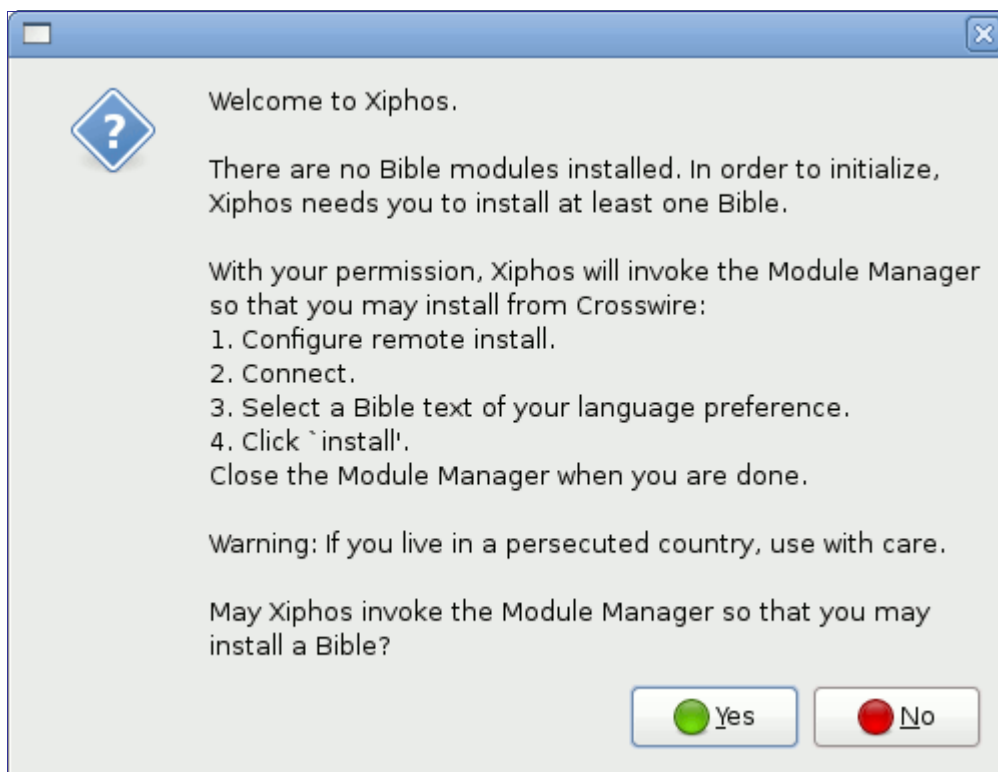 Welcome to Xiphos.
There are no Bible modules installed. In order to initialize,
Xiphos needs you to install at least one Bible.
With your permission, Xiphos will invoke the Module Manager
so that you may install from Crosswire:
1. Configure remote install.
2. Connect.
3. Select a Bible text of your language preference.
4. Click `install'.
Close the Module Manager when you are done.
Warning: If you live in a persecuted country, use with care.
May Xiphos invoke the Module Manager so that you may
install a Bible?
Yes No